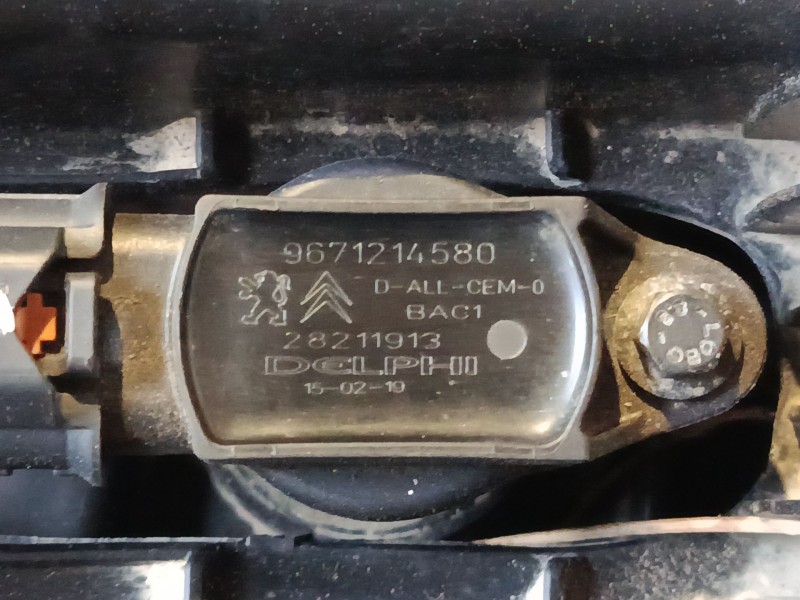 9671214580
D-ALL-CEM-0
BAC1
28211913
DELPHI
15-02-19